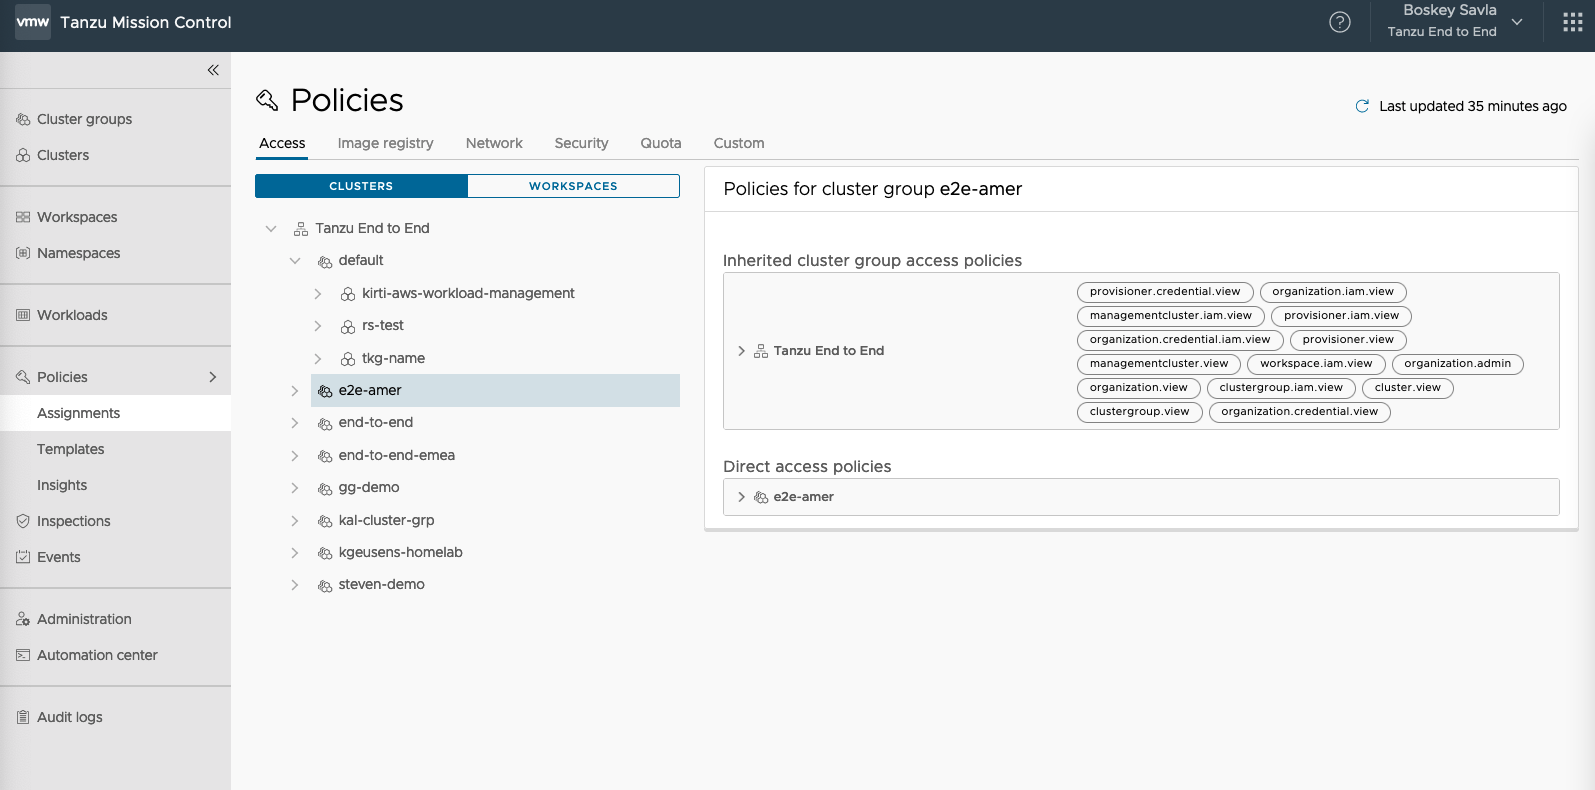 vmw Tanzu Mission Control
Boskey Savla
Tanzu End to End
Cluster groups
Clusters
Workspaces
Namespaces
Workloads
Policies
Assignments
Templates
Insights
Inspections
Events
Administration
Automation center
Audit logs
Policies
Last updated 35 minutes ago
Access Image registry Network Security Quota Custom
CLUSTERS WORKSPACES
Tanzu End to End
default
kirti-aws-workload-management
rs-test
tkg-name
e2e-amer
end-to-end
end-to-end-emea
gg-demo
kal-cluster-grp
kgeusens-homelab
steven-demo
Policies for cluster group e2e-amer
Inherited cluster group access policies
Tanzu End to End
provisioner.credential.view organization.iam.view
managementcluster.iam.view provisioner.iam.view
organization.credential.iam.view provisioner.view
managementcluster.view workspace.iam.view organization.admin
organization.view clustergroup.iam.view cluster.view
clustergroup.view organization.credential.view
Direct access policies
e2e-amer